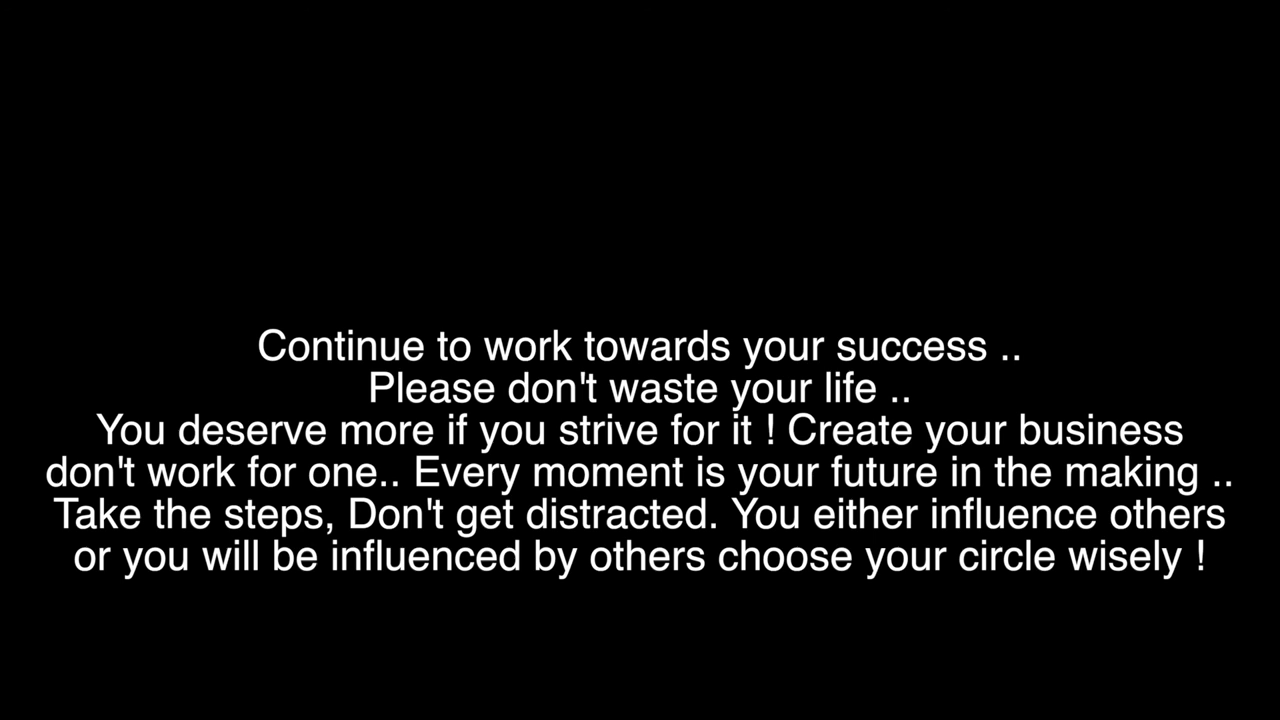 Continue to work towards your success ..
Please don't waste your life ..
You deserve more if you strive for it ! Create your business
don't work for one.. Every moment is your future in the making ..
Take the steps, Don't get distracted. You either influence others
or you will be influenced by others choose your circle wisely !